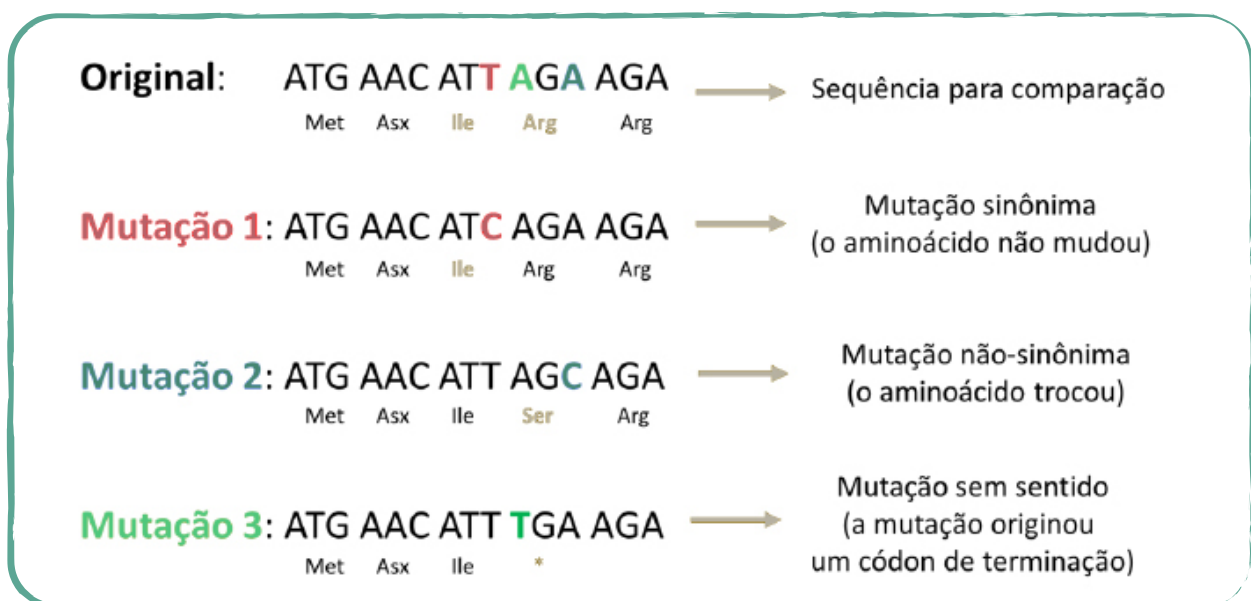 Original: ATG AAC ATT AGA AGA
Met Asx Ile Arg Arg
Sequência para comparação
Mutação 1: ATG AAC ATC AGA AGA
Met Asx Ile Arg Arg
Mutação sinônima
(o aminoácido não mudou)
Mutação 2: ATG AAC ATT AGC AGA
Met Asx Ile Ser Arg
Mutação não-sinônima
(o aminoácido trocou)
Mutação 3: ATG AAC ATT TGA AGA
Met Asx Ile *
Mutação sem sentido
(a mutação originou
um códon de terminação)